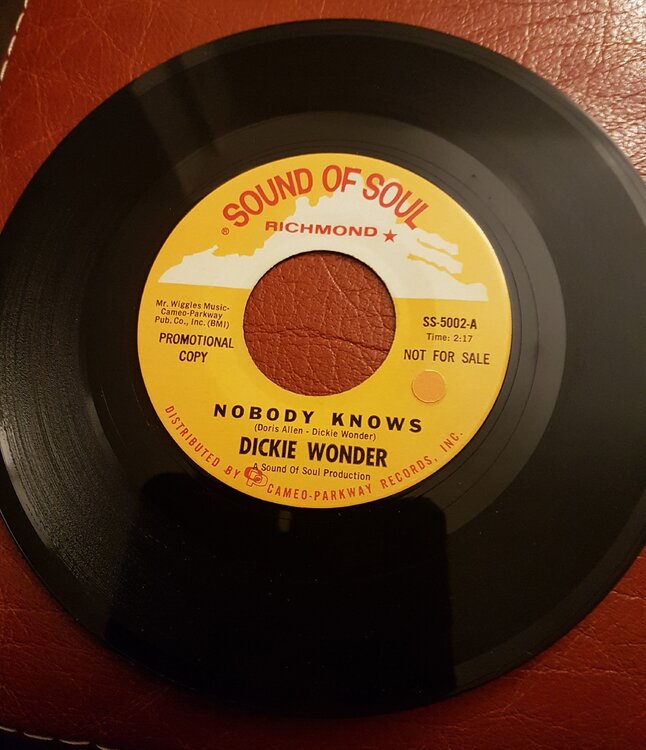 SOUND OF SOUL
®
RICHMOND ★
Mr. Wiggles Music-
Cameo-Parkway
Pub. Co., Inc. (BMI)
PROMOTIONAL
COPY
SS-5002-A
Time: 2:17
NOT FOR SALE
NOBODY KNOWS
(Doris Allen - Dickie Wonder)
DICKIE WONDER
A Sound Of Soul Production
DISTRIBUTED BY CP CAMEO-PARKWAY RECORDS, INC.